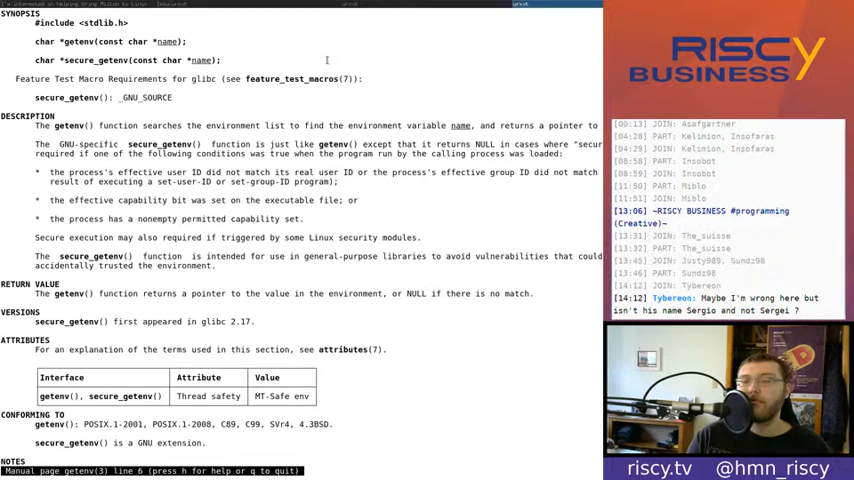 I'm interested in helping bring Milton to Linux
urxvt
urxvt
SYNOPSIS
#include <stdlib.h>
char *getenv(const char *name);
char *secure_getenv(const char *name);
Feature Test Macro Requirements for glibc (see feature_test_macros(7)):
secure_getenv(): _GNU_SOURCE
DESCRIPTION
The getenv() function searches the environment list to find the environment variable name, and returns a pointer to
The GNU-specific secure_getenv() function is just like getenv() except that it returns NULL in cases where "secur
required if one of the following conditions was true when the program run by the calling process was loaded:
* the process's effective user ID did not match its real user ID or the process's effective group ID did not match
result of executing a set-user-ID or set-group-ID program);
* the effective capability bit was set on the executable file; or
* the process has a nonempty permitted capability set.
Secure execution may also required if triggered by some Linux security modules.
The secure_getenv() function is intended for use in general-purpose libraries to avoid vulnerabilities that could
accidentally trusted the environment.
RETURN VALUE
The getenv() function returns a pointer to the value in the environment, or NULL if there is no match.
VERSIONS
secure_getenv() first appeared in glibc 2.17.
ATTRIBUTES
For an explanation of the terms used in this section, see attributes(7).
Interface Attribute Value
getenv(), secure_getenv() Thread safety MT-Safe env
CONFORMING TO
getenv(): POSIX.1-2001, POSIX.1-2008, C89, C99, SVr4, 4.3BSD.
secure_getenv() is a GNU extension.
NOTES
Manual page getenv(3) line 6 (press h for help or q to quit)
RISCY
BUSINESS
[00:13] JOIN: Asafgartner
[04:28] PART: Kelimion, Insofaras
[04:29] JOIN: Kelimion, Insofaras
[08:58] PART: Insobot
[08:59] JOIN: Insobot
[11:50] PART: Miblo
[11:51] JOIN: Miblo
[13:06] ~RISCY BUSINESS #programming
(Creative)~
[13:31] JOIN: The_suisse
[13:32] PART: The_suisse
[13:45] JOIN: Justy989, Sundz98
[13:46] PART: Sundz98
[14:12] JOIN: Tybereon
[14:12] Tybereon: Maybe I'm wrong here but
isn't his name Sergio and not Sergei ?
riscy.tv @hmn_riscy